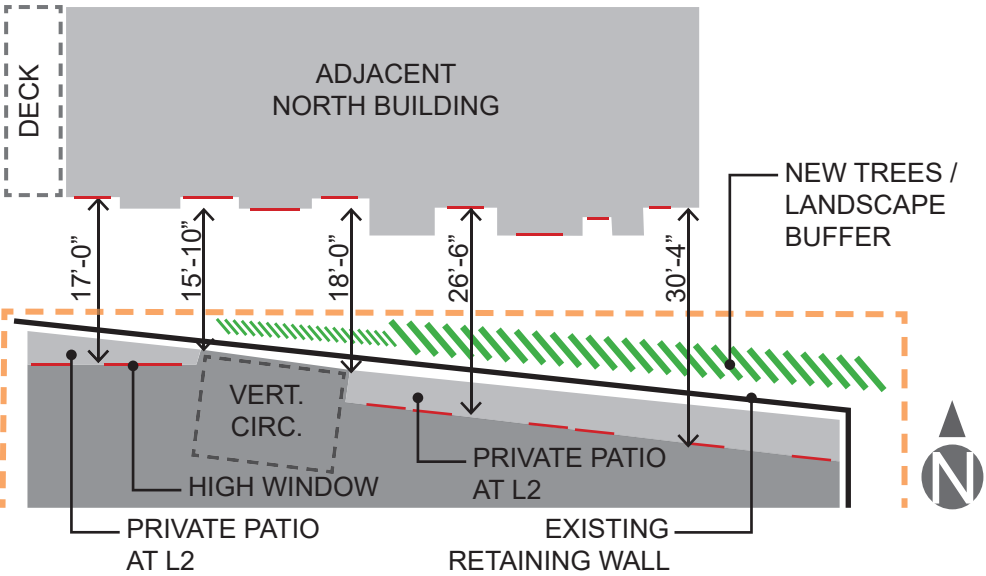 DECK
ADJACENT
NORTH BUILDING
NEW TREES /
LANDSCAPE
BUFFER
17'-0"
15'-10"
18'-0"
26'-6"
30'-4"
VERT.
CIRC.
PRIVATE PATIO
AT L2
HIGH WINDOW
PRIVATE PATIO
AT L2
EXISTING
RETAINING WALL
N